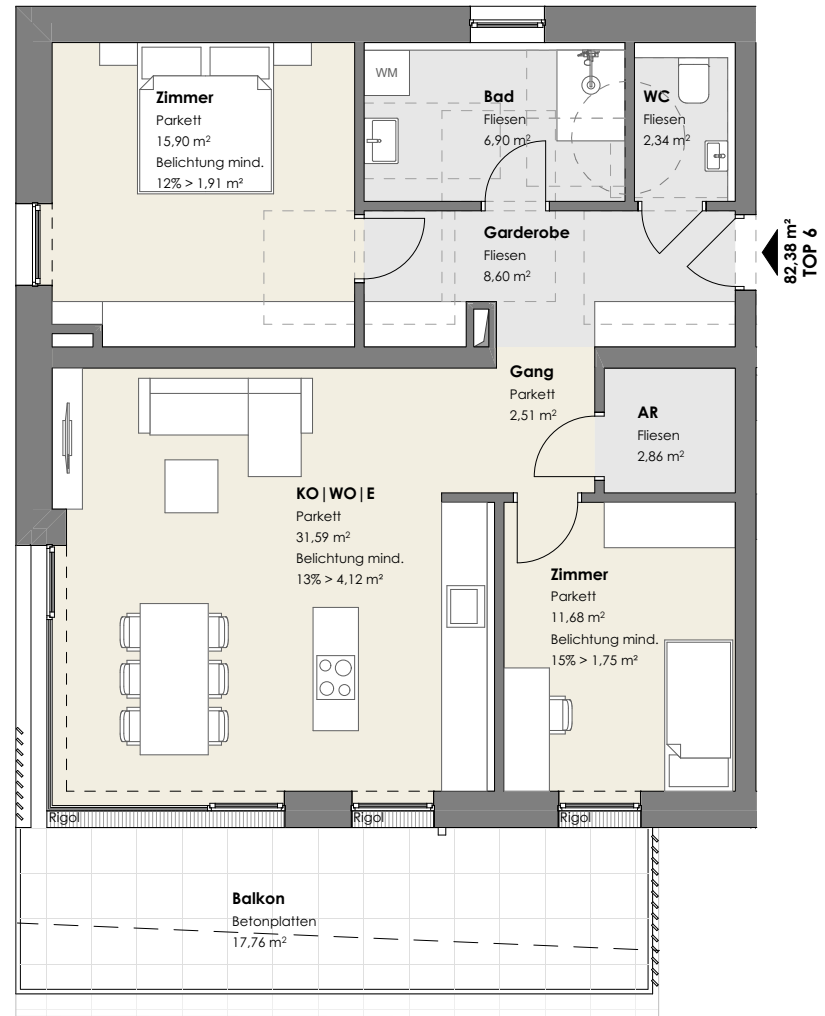 WM
Zimmer
Parkett
15,90 m²
Belichtung mind.
12% > 1,91 m²
Bad
Fliesen
6,90 m²
WC
Fliesen
2,34 m²
Garderobe
Fliesen
8,60 m²
82,38 m²
TOP 6
Gang
Parkett
2,51 m²
AR
Fliesen
2,86 m²
KO|WO|E
Parkett
31,59 m²
Belichtung mind.
13% > 4,12 m²
Zimmer
Parkett
11,68 m²
Belichtung mind.
15% > 1,75 m²
Rigol
Rigol
Rigol
Balkon
Betonplatten
17,76 m²